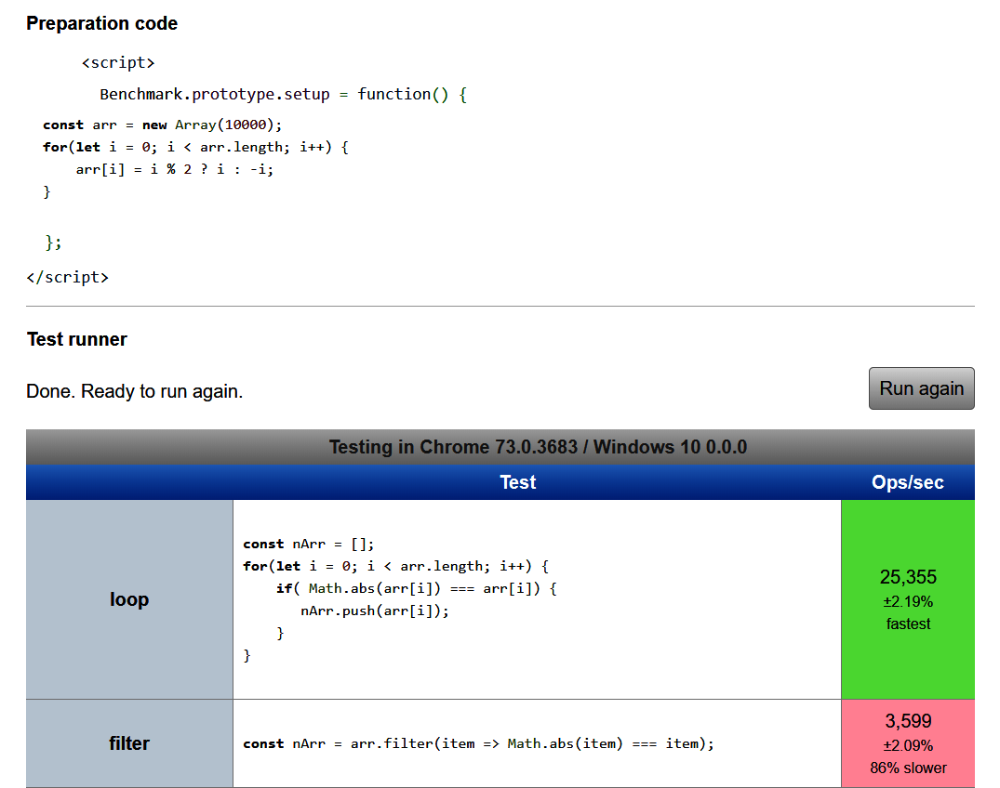 Preparation code
<script>
Benchmark.prototype.setup = function() {
const arr = new Array(10000);
for(let i = 0; i < arr.length; i++) {
arr[i] = i % 2 ? i : -i;
}
};
</script>
Test runner
Done. Ready to run again.
Run again
Testing in Chrome 73.0.3683 / Windows 10 0.0.0
Test
Ops/sec
loop
const nArr = [];
for(let i = 0; i < arr.length; i++) {
if( Math.abs(arr[i]) === arr[i]) {
nArr.push(arr[i]);
}
}
25,355
±2.19%
fastest
filter
const nArr = arr.filter(item => Math.abs(item) === item);
3,599
±2.09%
86% slower